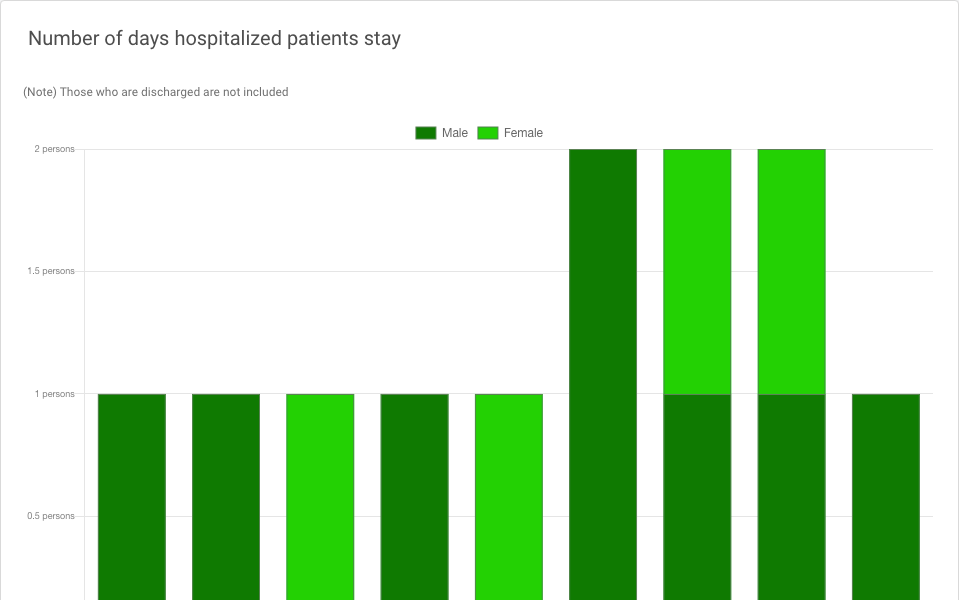 Number of days hospitalized patients stay
(Note) Those who are discharged are not included
Male Female
2 persons
1.5 persons
1 persons
0.5 persons